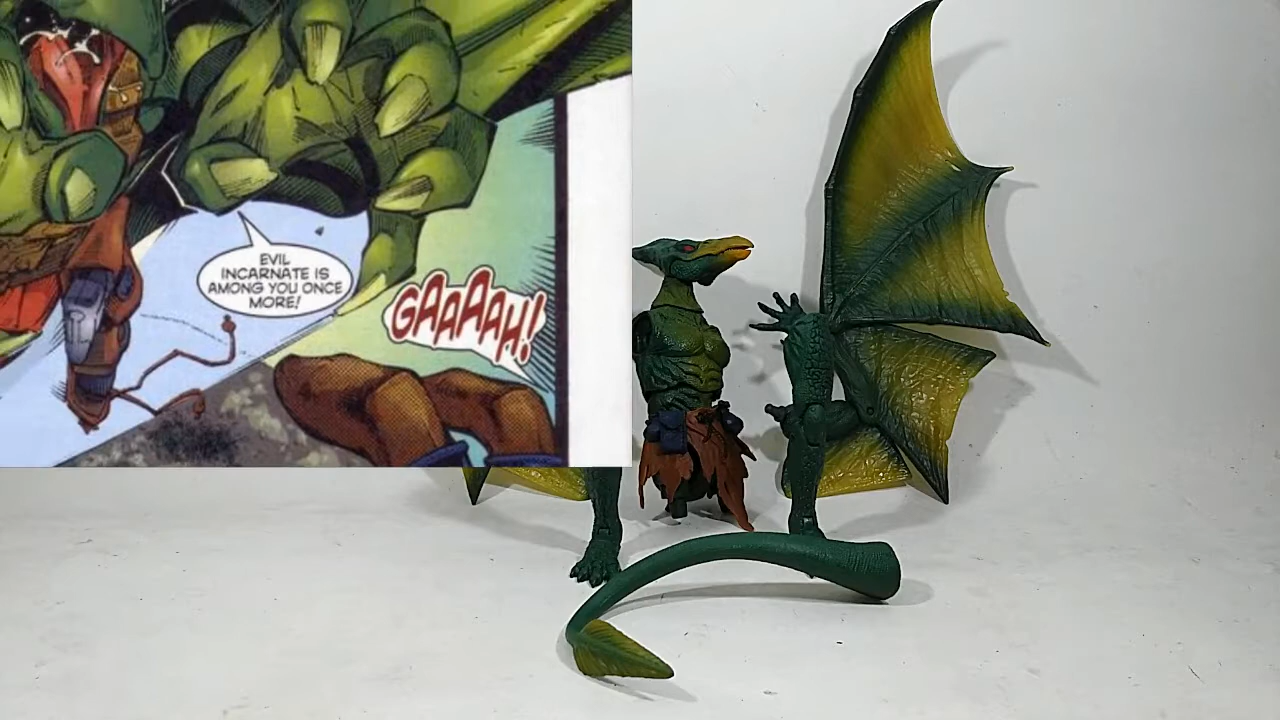 EVIL
INCARNATE IS
AMONG YOU ONCE
MORE!
GAAAAH!